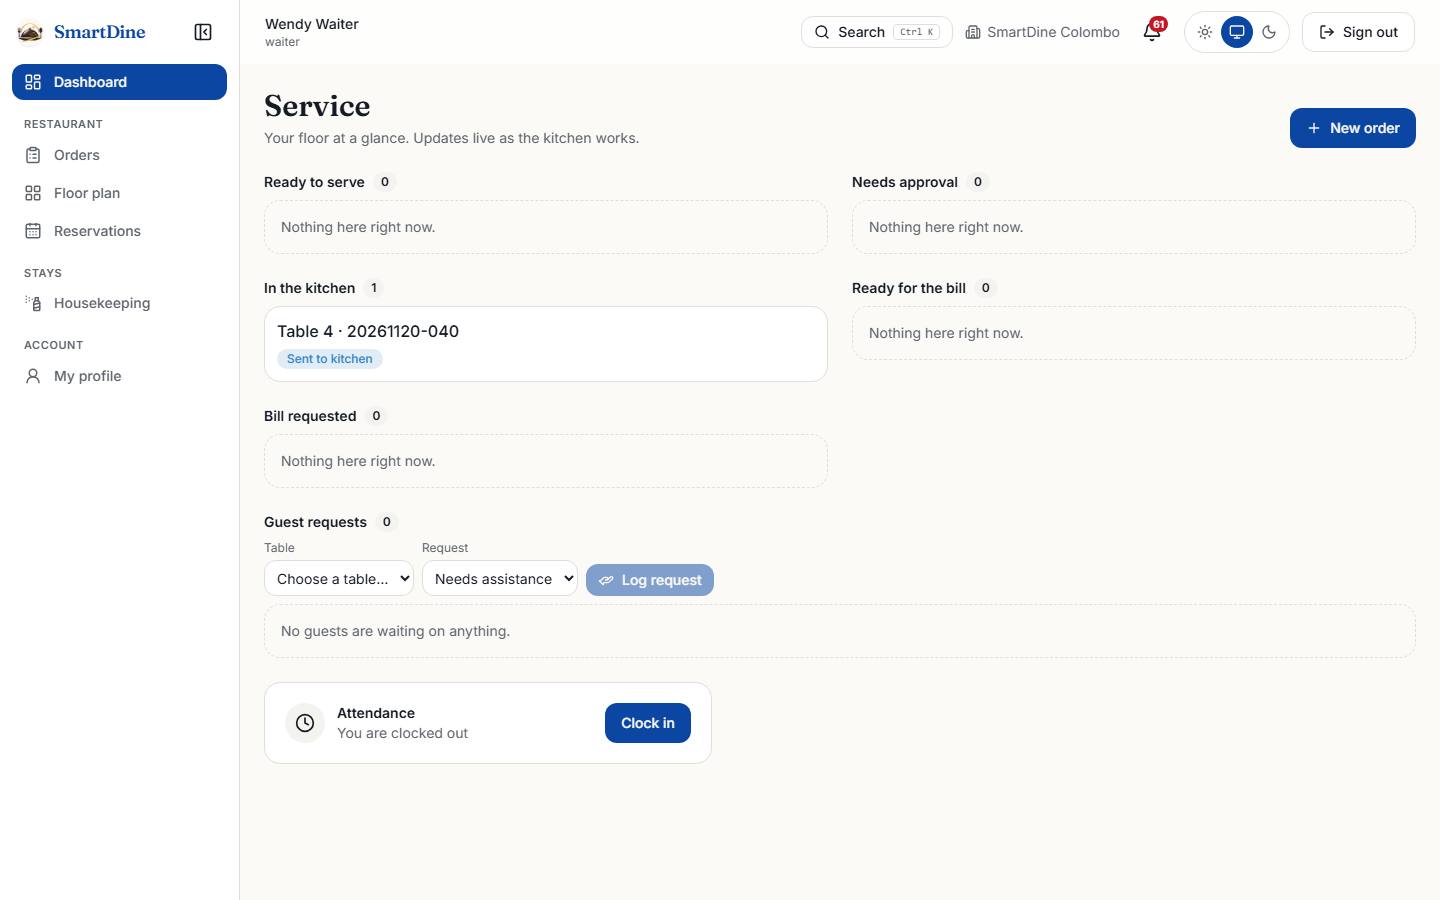 SmartDine
Dashboard
RESTAURANT
Orders
Floor plan
Reservations
STAYS
Housekeeping
ACCOUNT
My profile
Wendy Waiter
waiter
Search Ctrl K
SmartDine Colombo
61
Sign out
Service
Your floor at a glance. Updates live as the kitchen works.
New order
Ready to serve 0
Nothing here right now.
Needs approval 0
Nothing here right now.
In the kitchen 1
Table 4 · 20261120-040
Sent to kitchen
Ready for the bill 0
Nothing here right now.
Bill requested 0
Nothing here right now.
Guest requests 0
Table
Choose a table...
Request
Needs assistance
Log request
No guests are waiting on anything.
Attendance
You are clocked out
Clock in